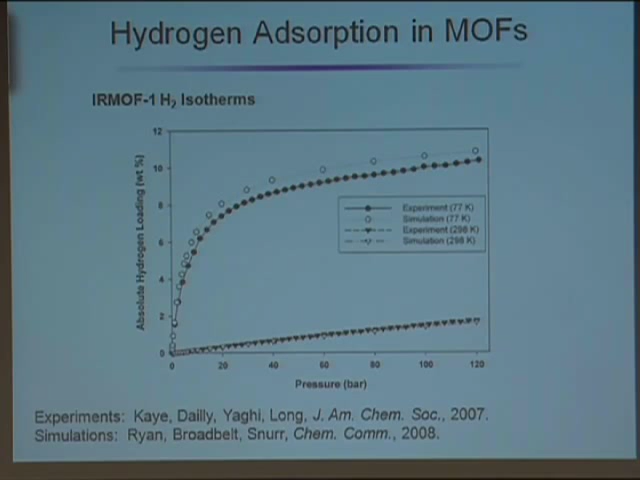 Hydrogen Adsorption in MOFs
IRMOF-1 H₂ Isotherms
Absolute Hydrogen Loading (wt %)
12
10
8
6
4
2
0
Experiment (77 K)
Simulation (77 K)
Experiment (298 K)
Simulation (298 K)
0 20 40 60 80 100 120
Pressure (bar)
Experiments: Kaye, Dailly, Yaghi, Long, J. Am. Chem. Soc., 2007.
Simulations: Ryan, Broadbelt, Snurr, Chem. Comm., 2008.